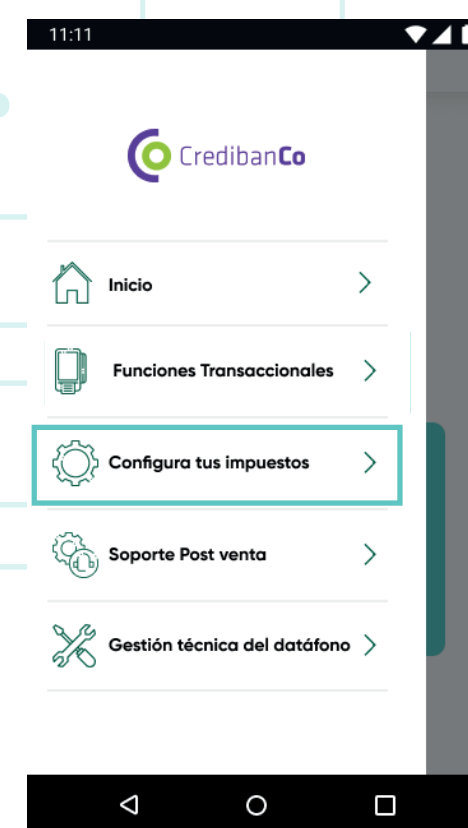 11:11
CredibanCo
Inicio
Funciones Transaccionales
Configura tus impuestos
Soporte Post venta
Gestión técnica del datáfono